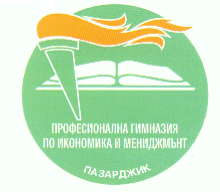 ПРОФЕСИОНАЛНА ГИМНАЗИЯ
ПО ИКОНОМИКА И МЕНИДЖМЪНТ
ПАЗАРДЖИК